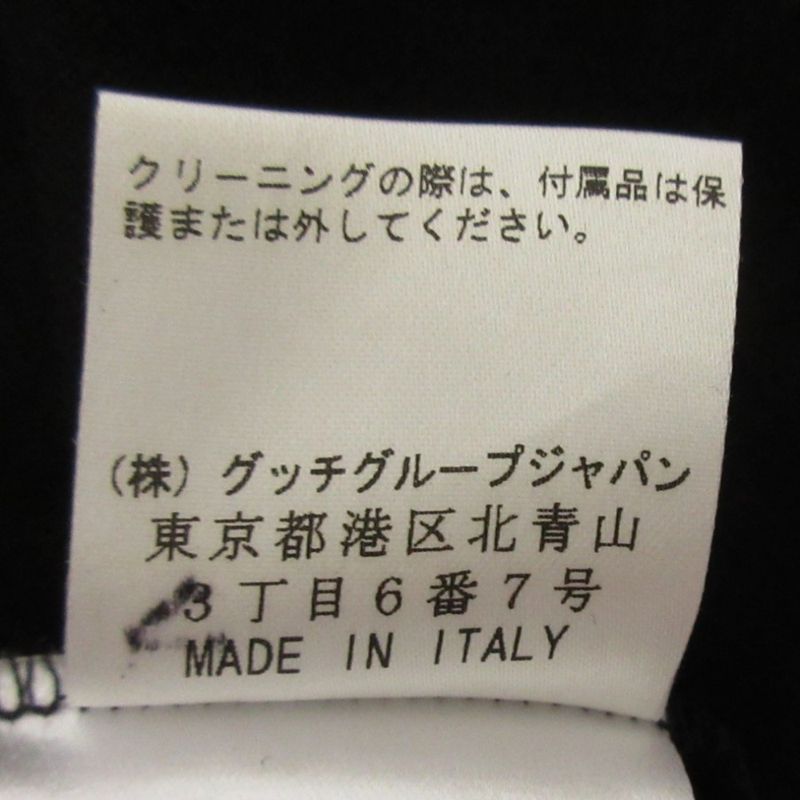 クリーニングの際は、付属品は保
護または外してください。
(株) グッチグループジャパン
東京都港区北青山
3丁目6番7号
MADE IN ITALY